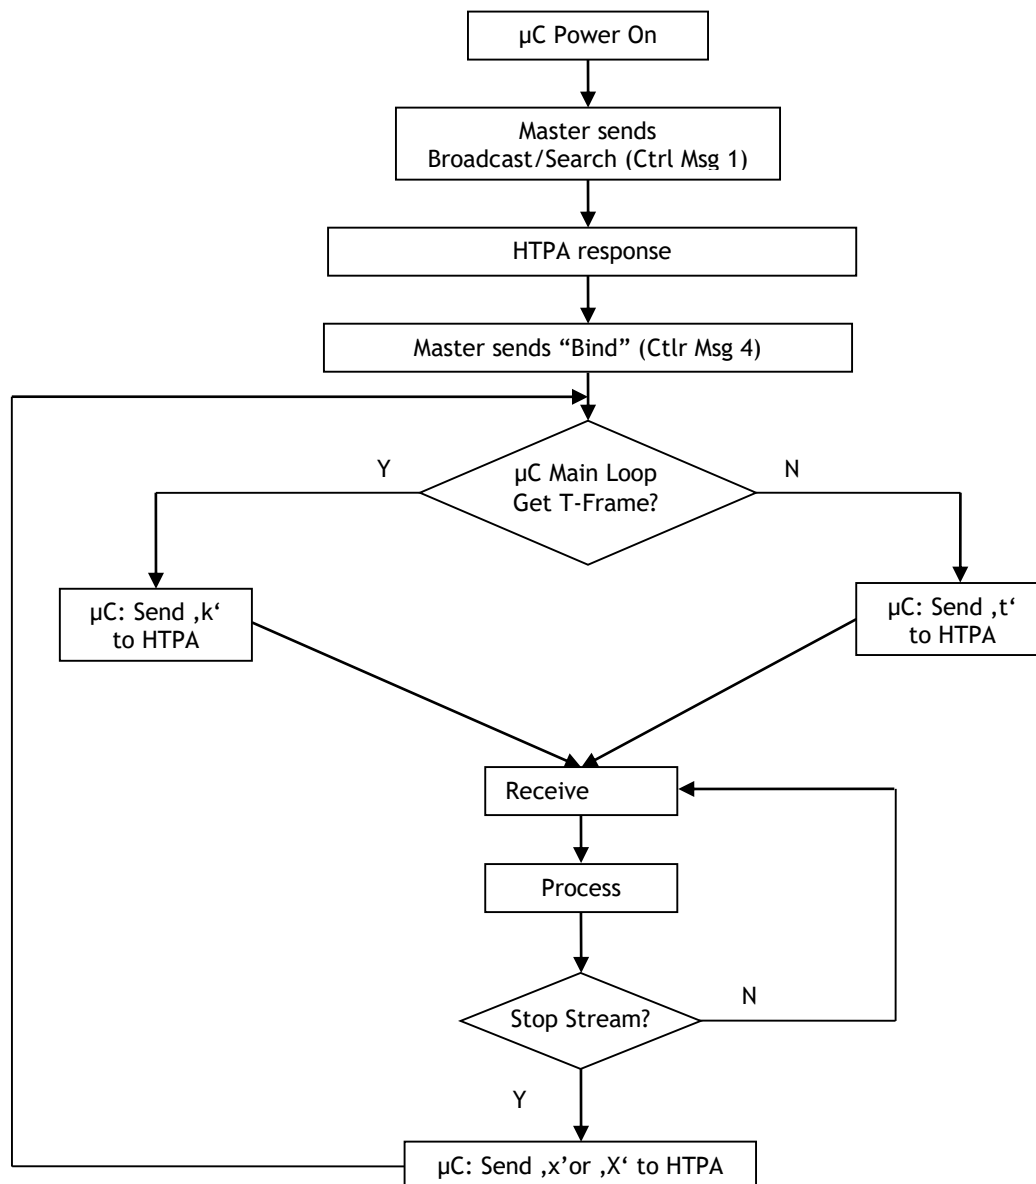 µC Power On
Master sends
Broadcast/Search (Ctrl Msg 1)
HTPA response
Master sends “Bind” (Ctlr Msg 4)
Y
µC Main Loop
Get T-Frame?
N
µC: Send ‚k‘
to HTPA
µC: Send ‚t‘
to HTPA
Receive
Process
Stop Stream?
N
Y
µC: Send ‚x’or ‚X‘ to HTPA